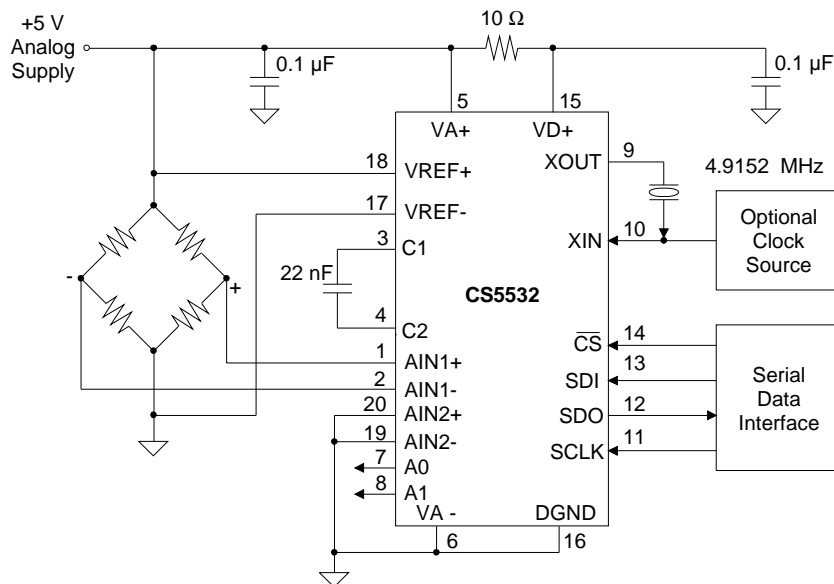 +5 V
Analog
Supply
0.1 µF
10 Ω
0.1 µF
5
15
VA+
VD+
18
VREF+
17
VREF-
3
C1
22 nF
4
C2
1
AIN1+
2
AIN1-
20
AIN2+
19
AIN2-
7
A0
8
A1
VA -
6
DGND
16
CS5532
XOUT
9
4.9152 MHz
XIN
10
Optional
Clock
Source
CS
14
SDI
13
SDO
12
SCLK
11
Serial
Data
Interface
-
+